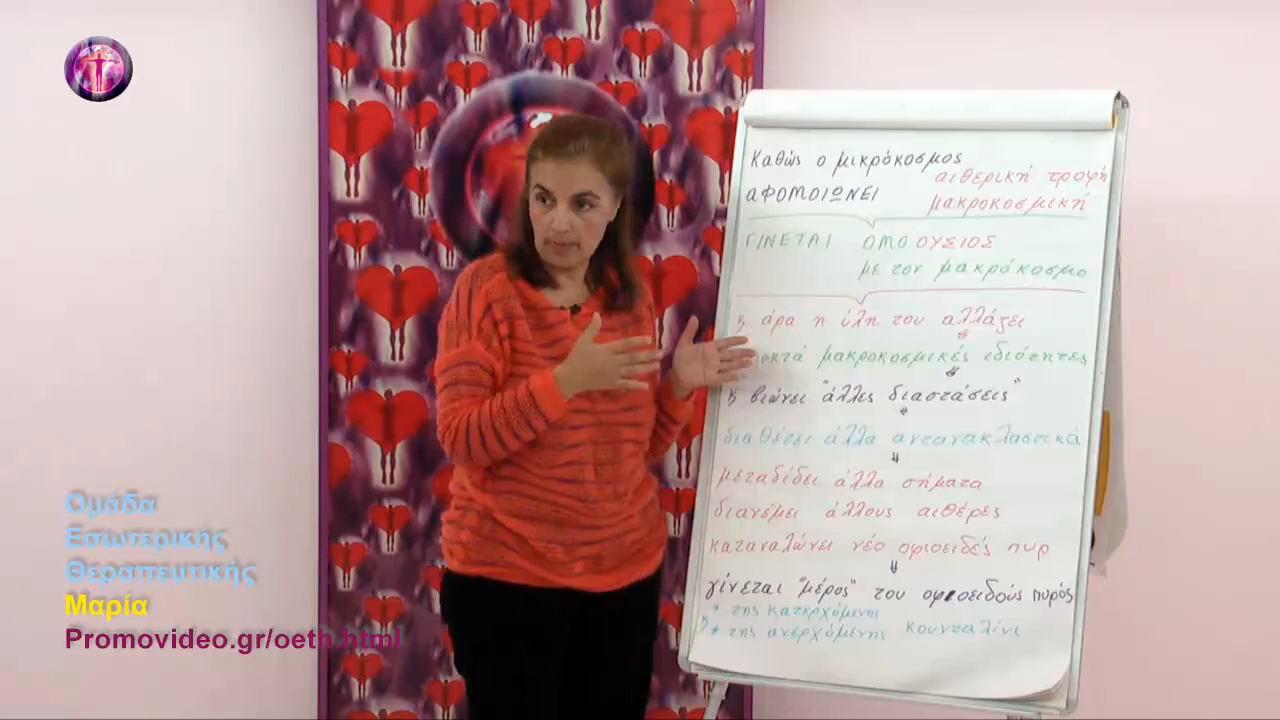 Καθώς ο μικρόκοσμος
αιθερική τροφή
ΑΦΟΜΟΙΩΝΕΙ
μακροκοσμική
ΓΙΝΕΤΑΙ ΟΜΟΟΥΣΙΟΣ
με τον μακρόκοσμο
κ άρα η ύλη του αλλάζει
μακροκοσμικές ιδιότητες
κ βιώνει "άλλες διαστάσεις"
διαθέτει άλλα αντανακλαστικά
μεταδίδει άλλα σήματα
διανέμει άλλους αιθέρες
καταναλώνει νέο οφιοειδές πυρ
γίνεται "μέρος" του οφιοειδούς πυρός
* της κατερχόμενης
* της ανερχόμενης κουνταλίνι
Ομάδα
Εσωτερικής
Θεραπευτικής
Μαρία
Promovideo.gr/oeth.html